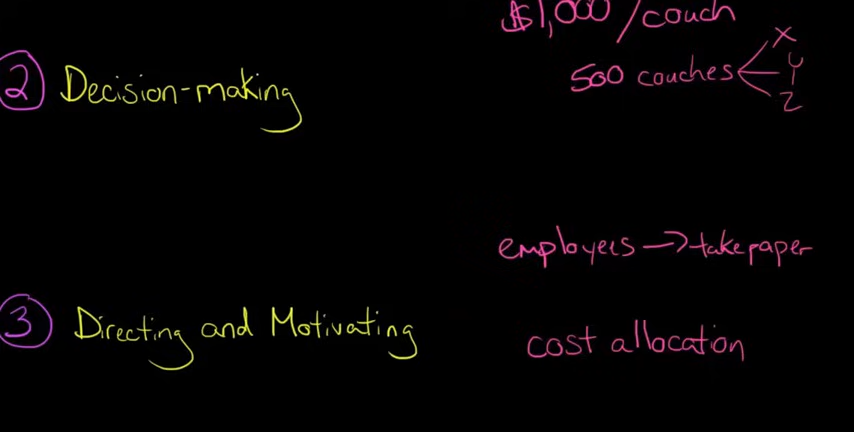 $1,000/couch
2 Decision-making
500 couches
X
Y
Z
employees → take paper
3 Directing and Motivating
cost allocation